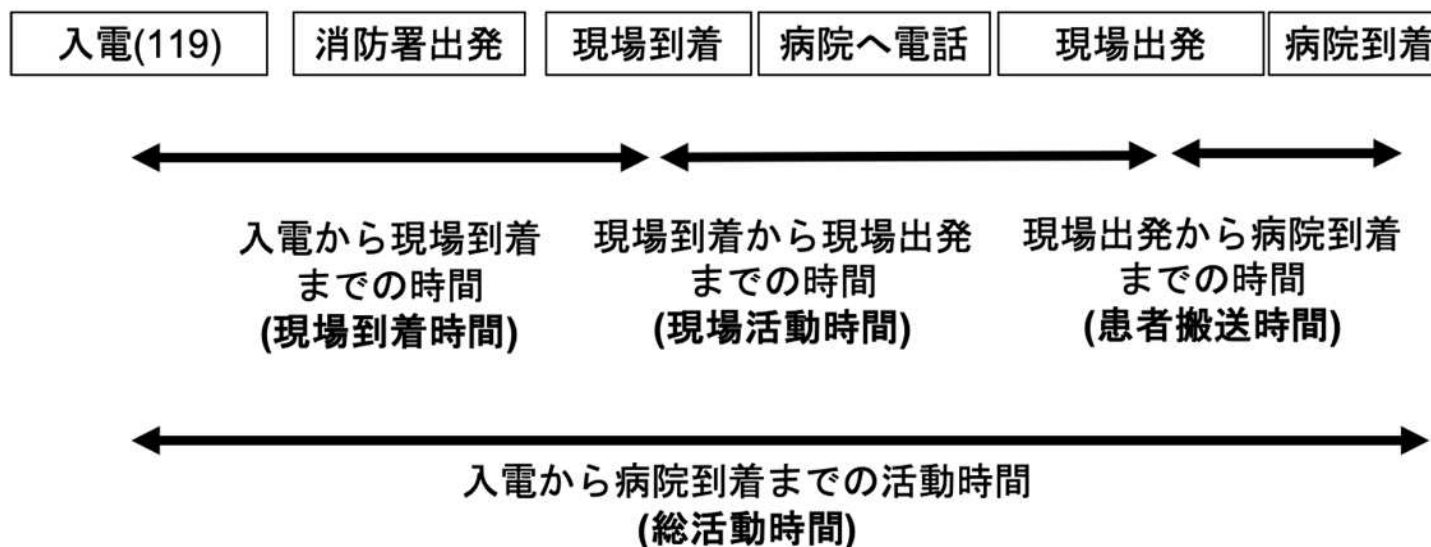 入電(119) 消防署出発 現場到着 病院へ電話 現場出発 病院到着
入電から現場到着
までの時間
(現場到着時間)
現場到着から現場出発
までの時間
(現場活動時間)
現場出発から病院到着
までの時間
(患者搬送時間)
入電から病院到着までの活動時間
(総活動時間)